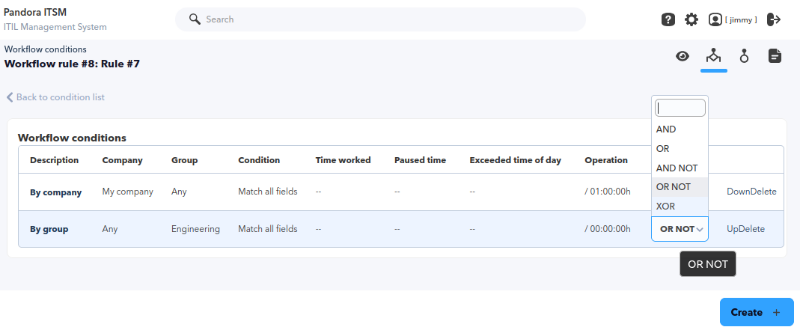 Pandora ITSM
ITIL Management System
Search
[ jimmy ]
Workflow conditions
Workflow rule #8: Rule #7
Back to condition list
Workflow conditions
Description Company Group Condition Time worked Paused time Exceeded time of day Operation
By company My company Any Match all fields -- -- -- / 01:00:00h DownDelete
By group Any Engineering Match all fields -- -- -- / 00:00:00h OR NOT UpDelete
AND
OR
AND NOT
OR NOT
XOR
OR NOT
Create +